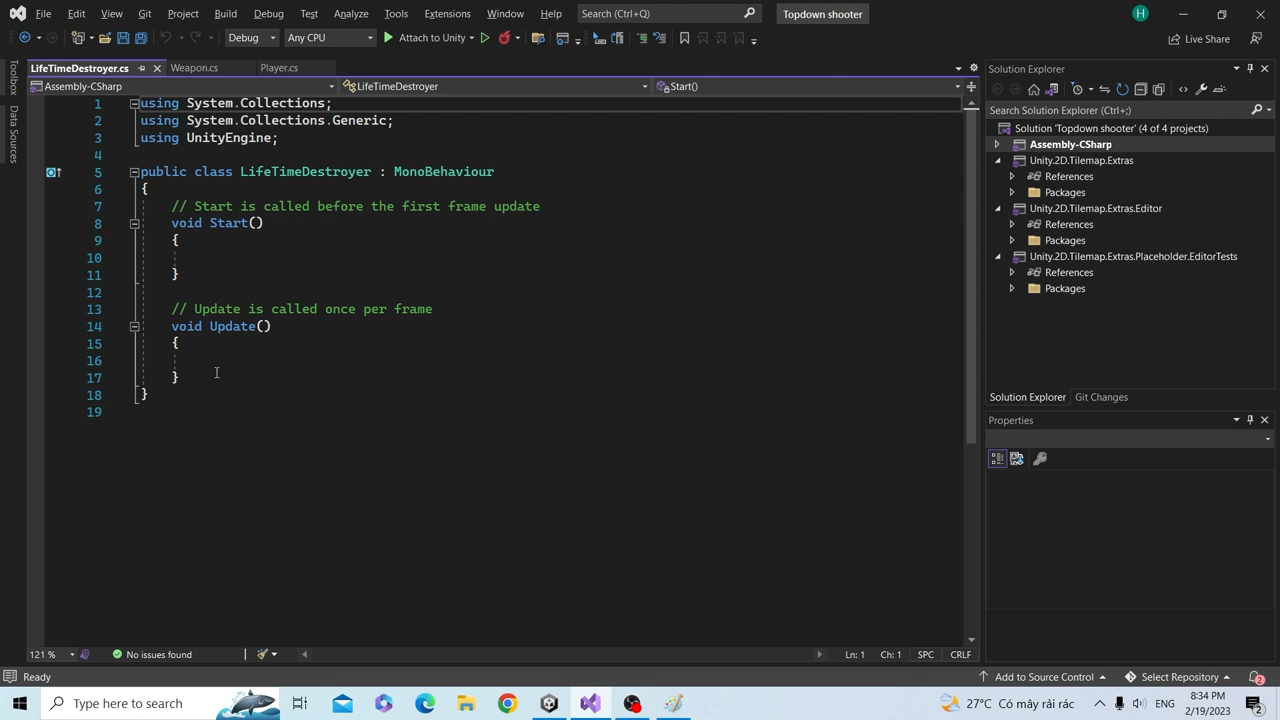 File Edit View Git Project Build Debug Test Analyze Tools Extensions Window Help Search (Ctrl+Q) Topdown shooter H
Debug Any CPU Attach to Unity Live Share
LifeTimeDestroyer.cs Weapon.cs Player.cs
Assembly-CSharp LifeTimeDestroyer Start()
Toolbox
Data Sources
1 using System.Collections;
2 using System.Collections.Generic;
3 using UnityEngine;
4
5 public class LifeTimeDestroyer : MonoBehaviour
6 {
7 // Start is called before the first frame update
8 void Start()
9 {
10
11 }
12
13 // Update is called once per frame
14 void Update()
15 {
16
17 }
18 }
19
121 % No issues found Ln: 1 Ch: 1 SPC CRLF
Solution Explorer
Search Solution Explorer (Ctrl+;)
Solution 'Topdown shooter' (4 of 4 projects)
Assembly-CSharp
Unity.2D.Tilemap.Extras
References
Packages
Unity.2D.Tilemap.Extras.Editor
References
Packages
Unity.2D.Tilemap.Extras.Placeholder.EditorTests
References
Packages
Solution Explorer Git Changes
Properties
Ready Add to Source Control Select Repository 2
Type here to search 27°C Có mây rải rác ENG 8:34 PM
2/19/2023 2